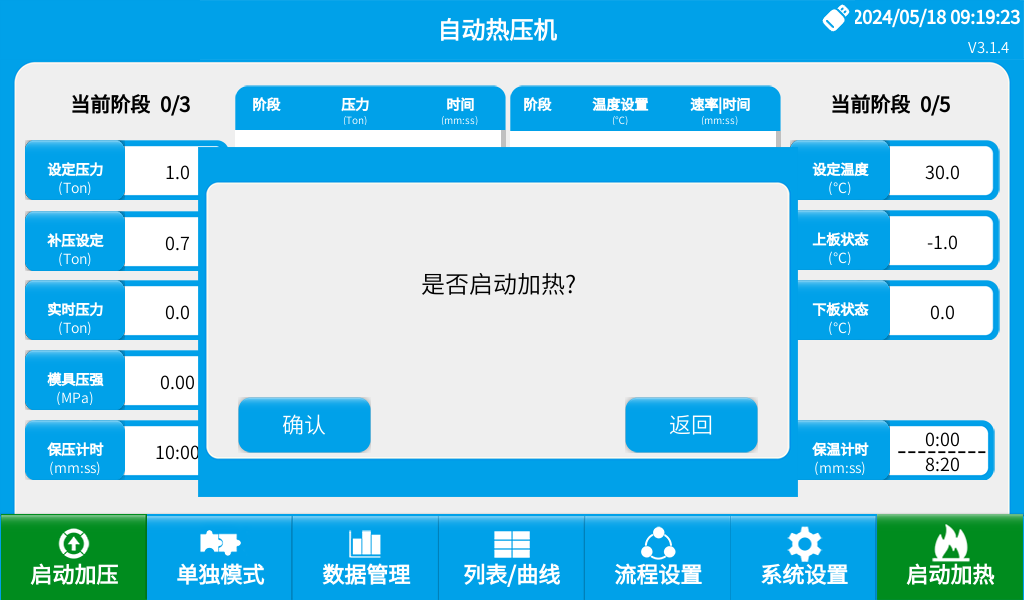 自动热压机
2024/05/18 09:19:23
V3.1.4
当前阶段 0/3
阶段 压力 时间
(Ton) (mm:ss)
阶段 温度设置 速率|时间
(℃) (mm:ss)
当前阶段 0/5
设定压力
(Ton)
1.0
补压设定
(Ton)
0.7
实时压力
(Ton)
0.0
模具压强
(MPa)
0.00
保压计时
(mm:ss)
10:00
是否启动加热?
确认
返回
设定温度
(℃)
30.0
上板状态
(℃)
-1.0
下板状态
(℃)
0.0
保温计时
(mm:ss)
0:00
8:20
启动加压
单独模式
数据管理
列表/曲线
流程设置
系统设置
启动加热